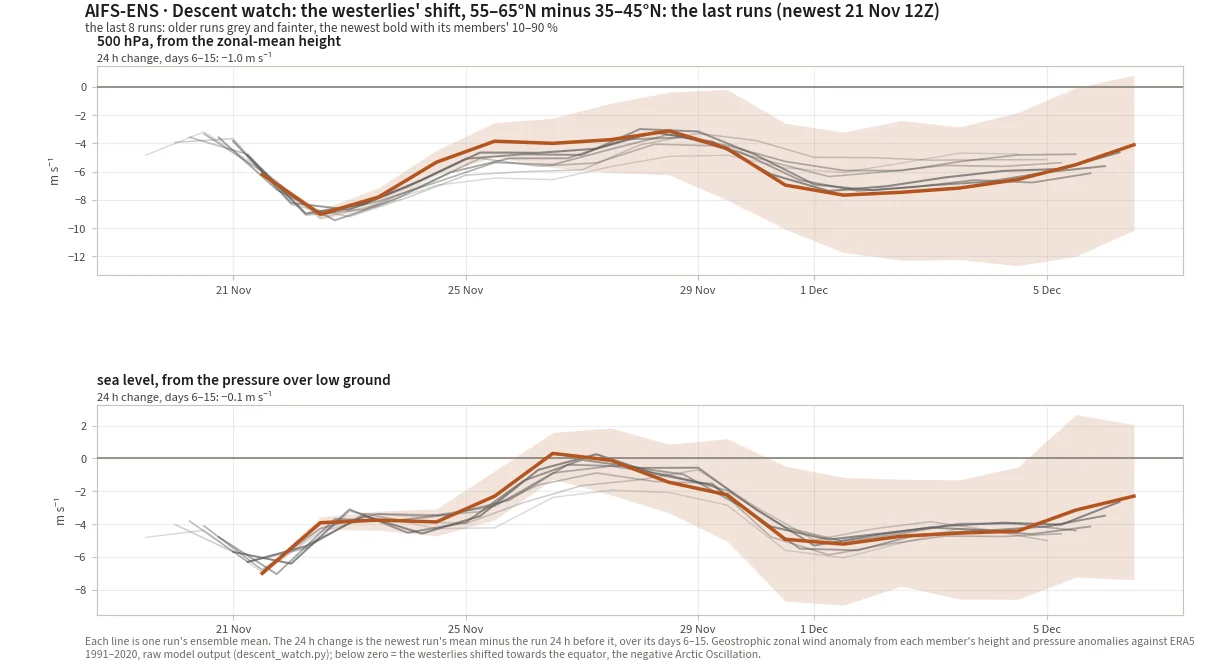 AIFS-ENS · Descent watch: the westerlies' shift, 55–65°N minus 35–45°N: the last runs (newest 21 Nov 12Z)
the last 8 runs: older runs grey and fainter, the newest bold with its members' 10–90 %
500 hPa, from the zonal-mean height
24 h change, days 6–15: −1.0 m s⁻¹
0
−2
−4
−6
−8
−10
−12
m s⁻¹
21 Nov
25 Nov
29 Nov
1 Dec
5 Dec
sea level, from the pressure over low ground
24 h change, days 6–15: −0.1 m s⁻¹
2
0
−2
−4
−6
−8
m s⁻¹
21 Nov
25 Nov
29 Nov
1 Dec
5 Dec
Each line is one run's ensemble mean. The 24 h change is the newest run's mean minus the run 24 h before it, over its days 6–15. Geostrophic zonal wind anomaly from each member's height and pressure anomalies against ERA5
1991–2020, raw model output (descent_watch.py); below zero = the westerlies shifted towards the equator, the negative Arctic Oscillation.